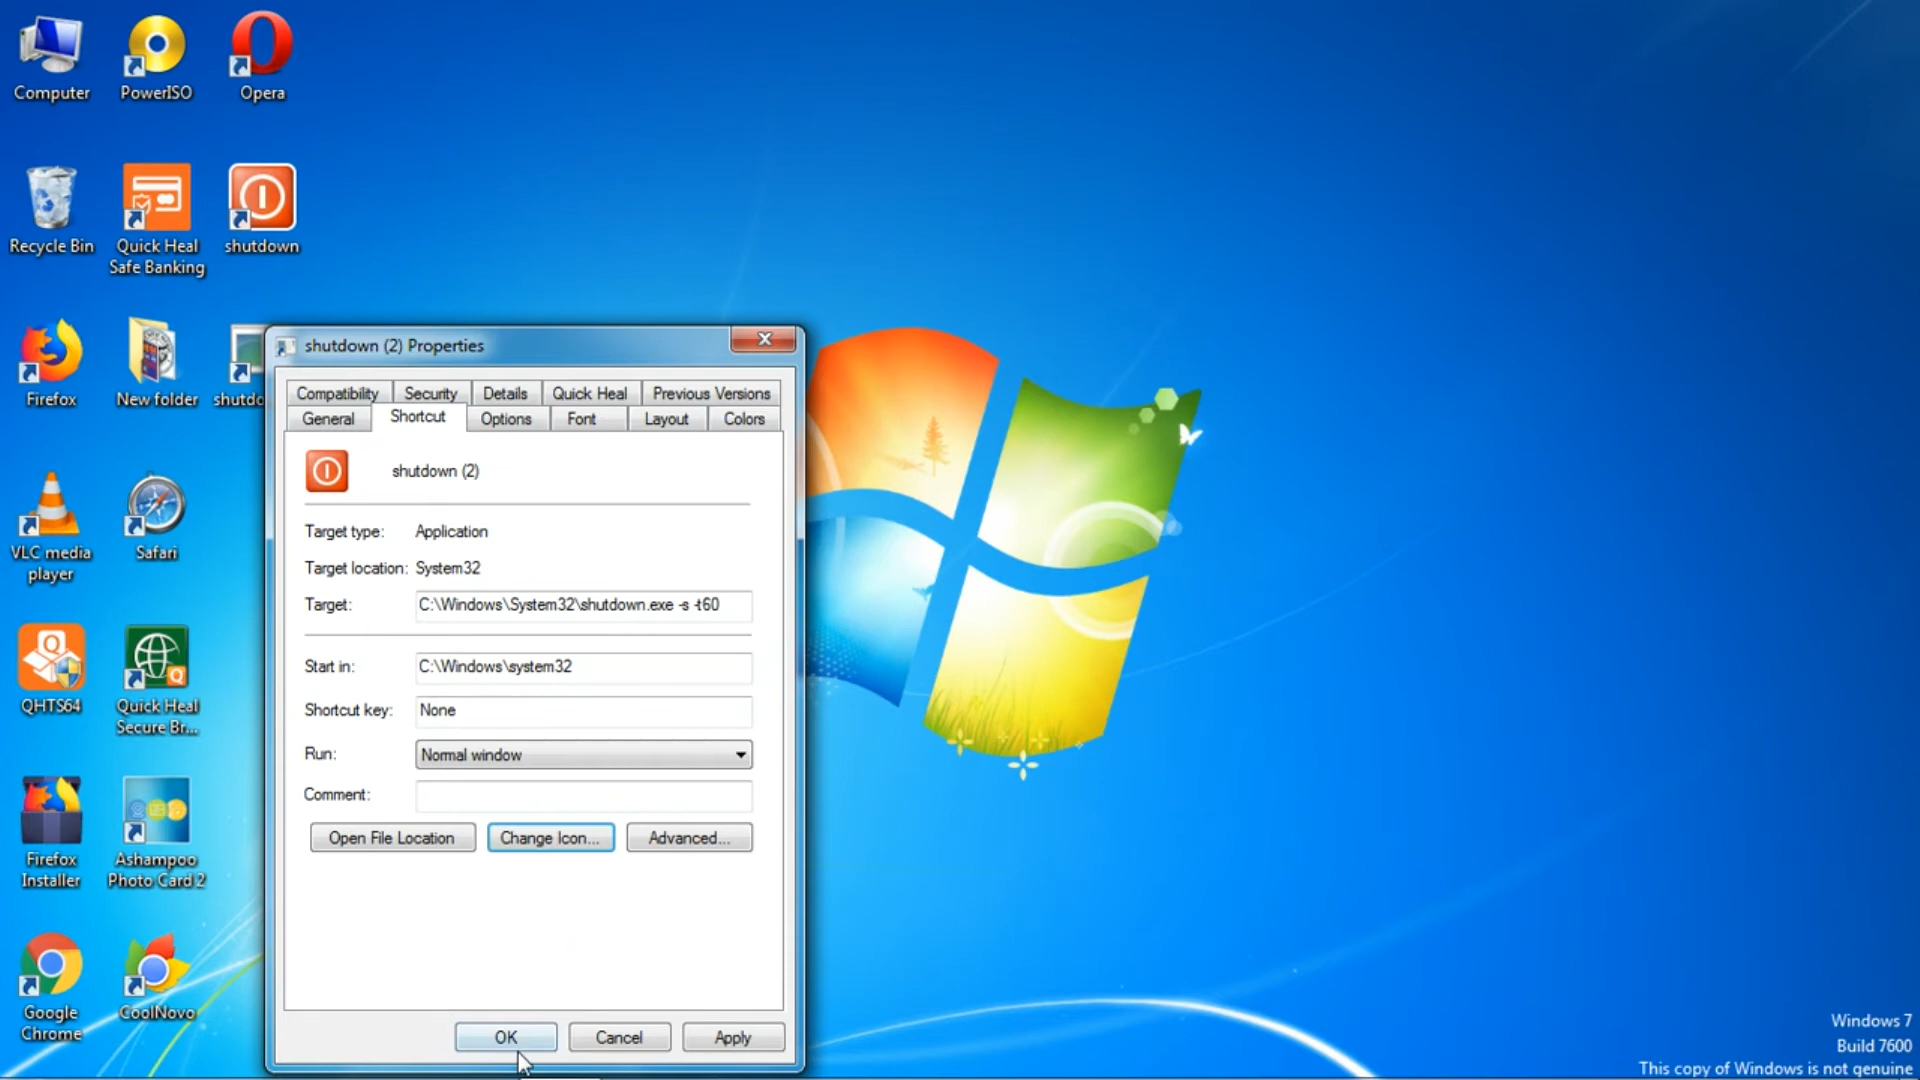 Computer
PowerISO
Opera
Recycle Bin
Quick Heal
Safe Banking
shutdown
Firefox
New folder
shutdo
VLC media
player
Safari
QHTS64
Quick Heal
Secure Br...
Firefox
Installer
Ashampoo
Photo Card 2
Google
Chrome
CoolNovo
shutdown (2) Properties
Compatibility Security Details Quick Heal Previous Versions
General Shortcut Options Font Layout Colors
shutdown (2)
Target type: Application
Target location: System32
Target: C:\Windows\System32\shutdown.exe -s -t60
Start in: C:\Windows\system32
Shortcut key: None
Run: Normal window
Comment:
Open File Location Change Icon... Advanced...
OK Cancel Apply
Windows 7
Build 7600
This copy of Windows is not genuine